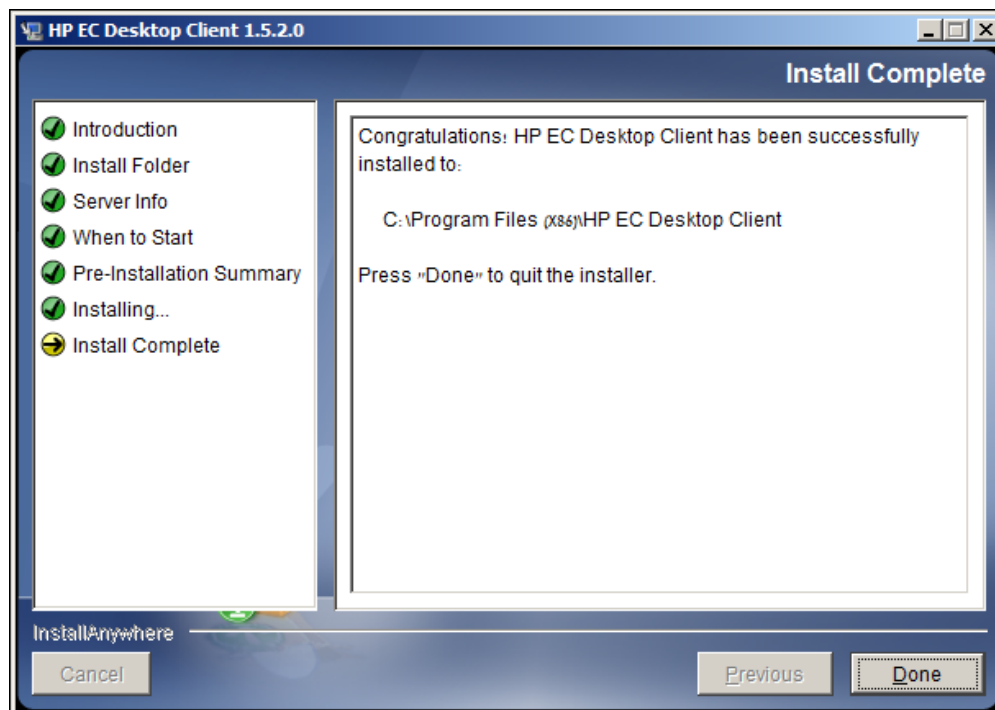 HP EC Desktop Client 1.5.2.0
Install Complete
Introduction
Install Folder
Server Info
When to Start
Pre-Installation Summary
Installing...
Install Complete
Congratulations! HP EC Desktop Client has been successfully
installed to:
C:\Program Files (X86)\HP EC Desktop Client
Press "Done" to quit the installer.
InstallAnywhere
Cancel
Previous
Done